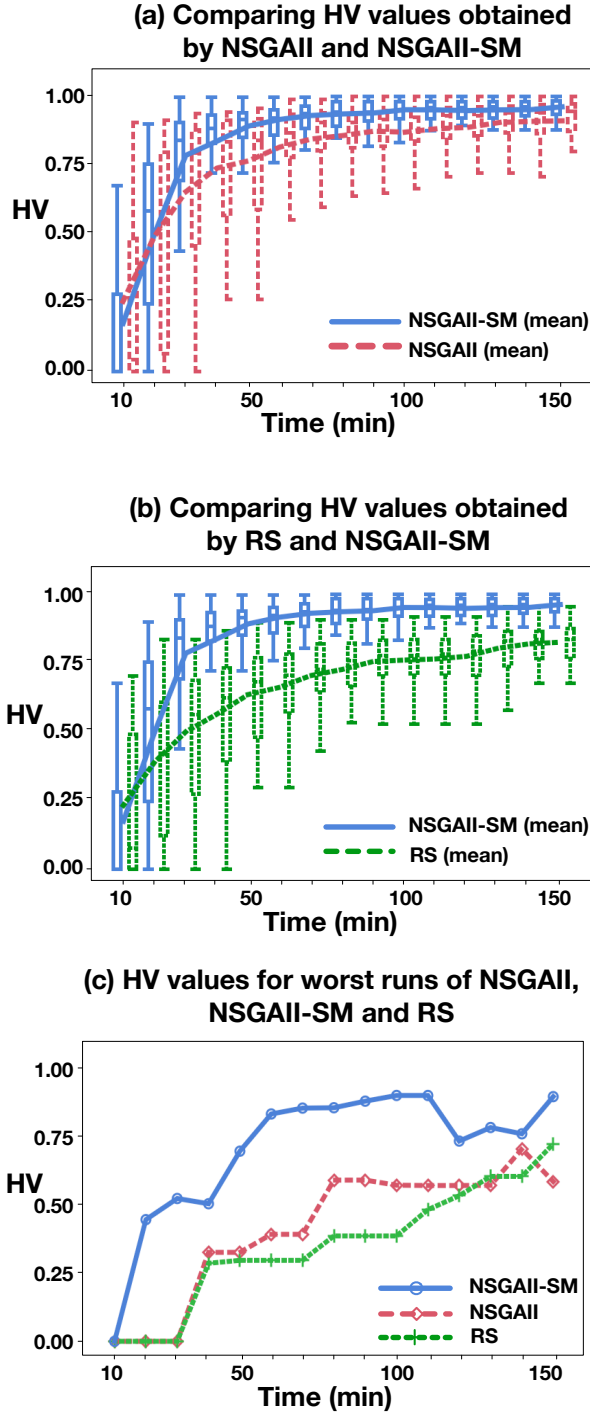 (a) Comparing HV values obtained
by NSGAII and NSGAII-SM
1.00
0.75
HV
0.50
0.25
0.00
NSGAII-SM (mean)
NSGAII (mean)
10
50
100
150
Time (min)
(b) Comparing HV values obtained
by RS and NSGAII-SM
1.00
0.75
HV
0.50
0.25
0.00
NSGAII-SM (mean)
RS (mean)
10
50
100
150
Time (min)
(c) HV values for worst runs of NSGAII,
NSGAII-SM and RS
1.00
0.75
HV
0.50
0.25
0.00
NSGAII-SM
NSGAII
RS
10
50
100
150
Time (min)